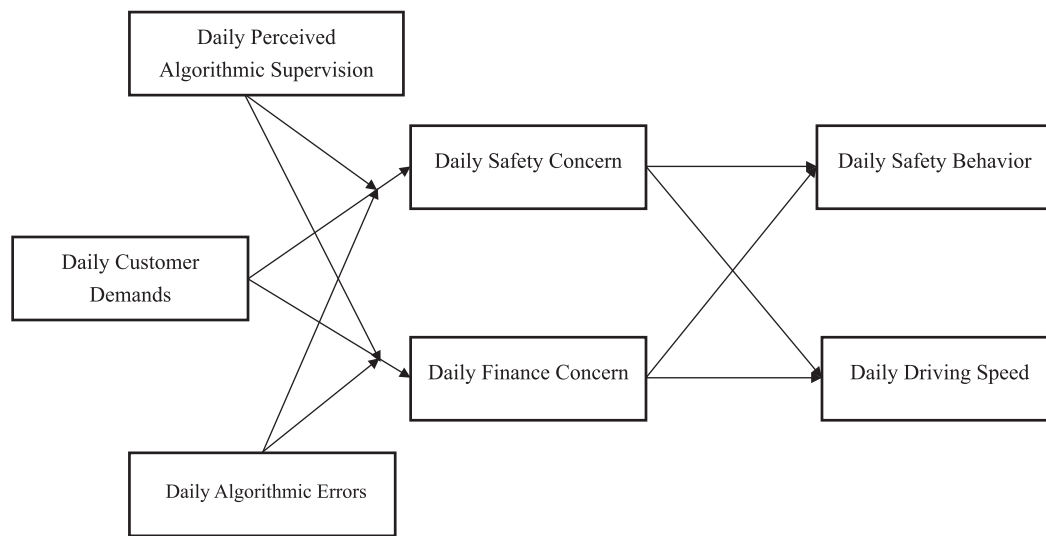 Daily Perceived
Algorithmic Supervision
Daily Safety Concern
Daily Safety Behavior
Daily Customer
Demands
Daily Finance Concern
Daily Driving Speed
Daily Algorithmic Errors